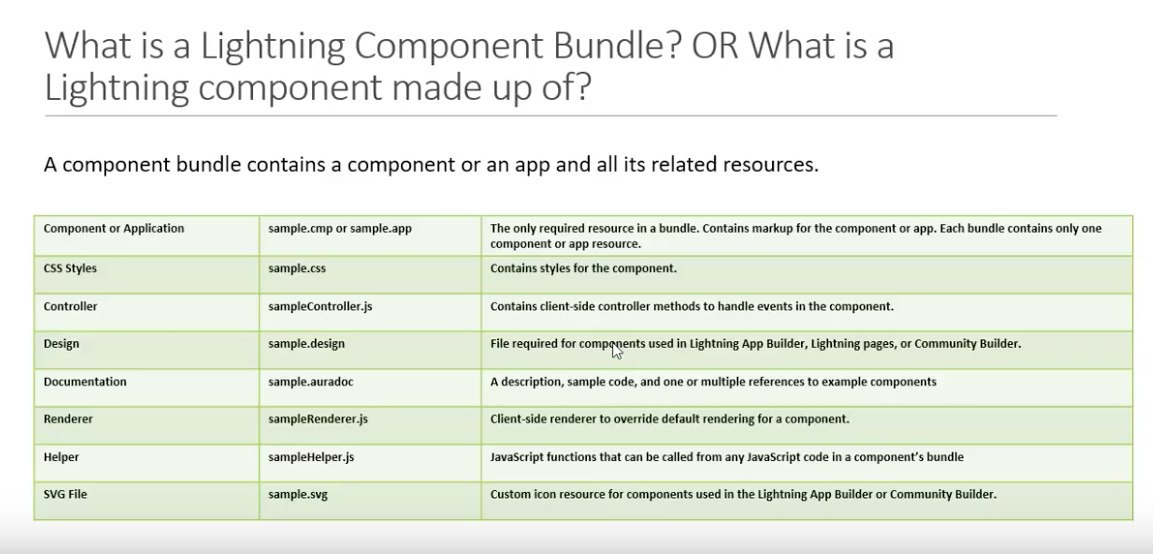 What is a Lightning Component Bundle? OR What is a
Lightning component made up of?
A component bundle contains a component or an app and all its related resources.
Component or Application sample.cmp or sample.app The only required resource in a bundle. Contains markup for the component or app. Each bundle contains only one
component or app resource.
CSS Styles sample.css Contains styles for the component.
Controller sampleController.js Contains client-side controller methods to handle events in the component.
Design sample.design File required for components used in Lightning App Builder, Lightning pages, or Community Builder.
Documentation sample.auradoc A description, sample code, and one or multiple references to example components
Renderer sampleRenderer.js Client-side renderer to override default rendering for a component.
Helper sampleHelper.js JavaScript functions that can be called from any JavaScript code in a component’s bundle
SVG File sample.svg Custom icon resource for components used in the Lightning App Builder or Community Builder.